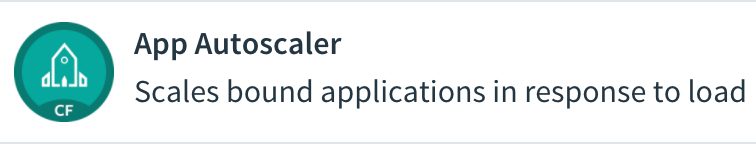 App Autoscaler
Scales bound applications in response to load
CF